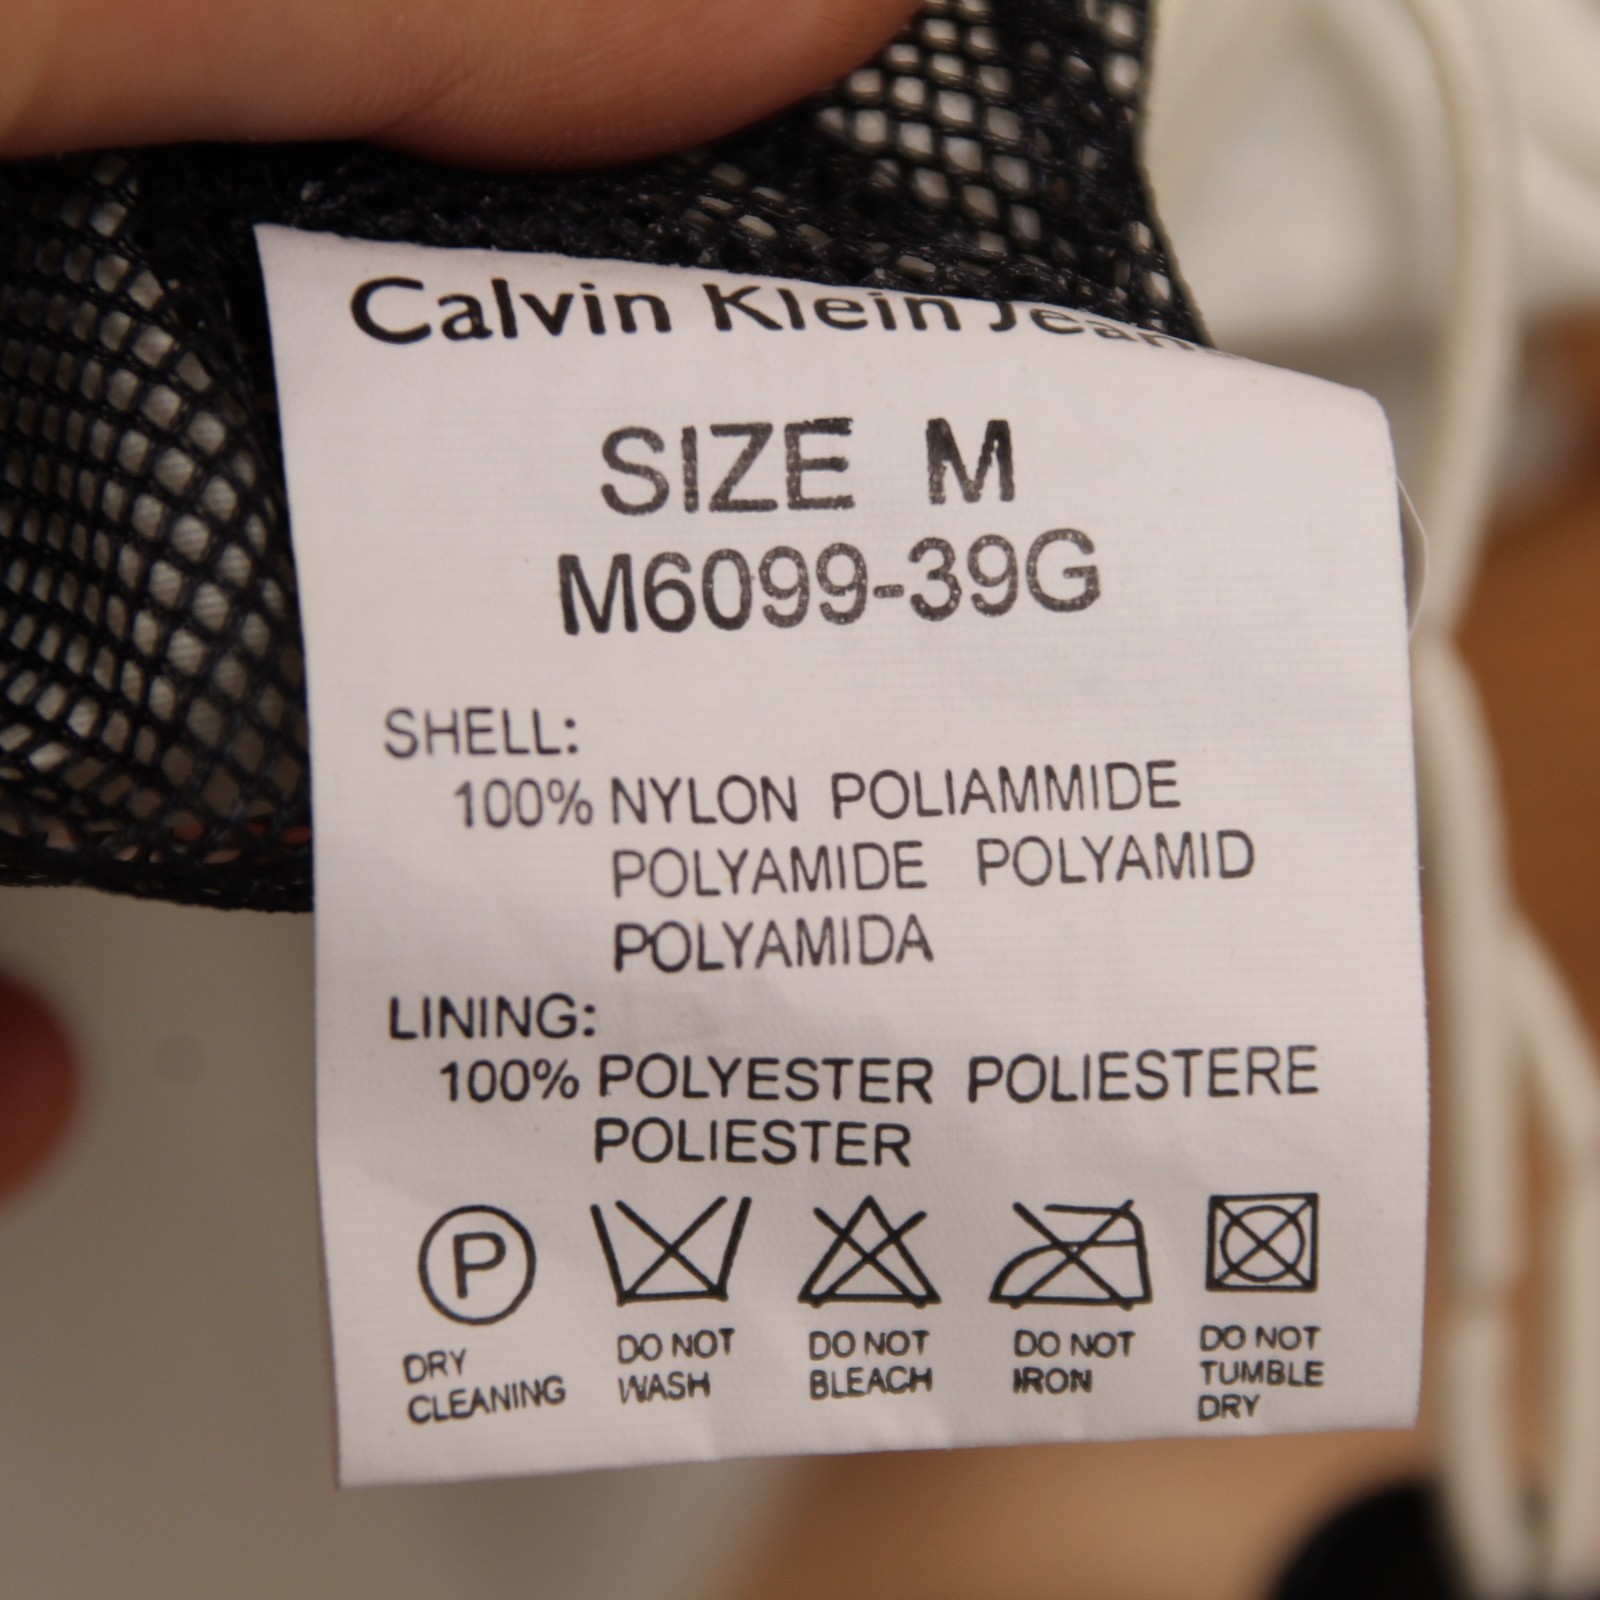 Calvin Klein Jeans
SIZE M
M6099-39G
SHELL:
100% NYLON POLIAMMIDE
POLYAMIDE POLYAMID
POLYAMIDA
LINING:
100% POLYESTER POLIESTERE
POLIESTER
P
DRY CLEANING
DO NOT WASH
DO NOT BLEACH
DO NOT IRON
DO NOT TUMBLE DRY